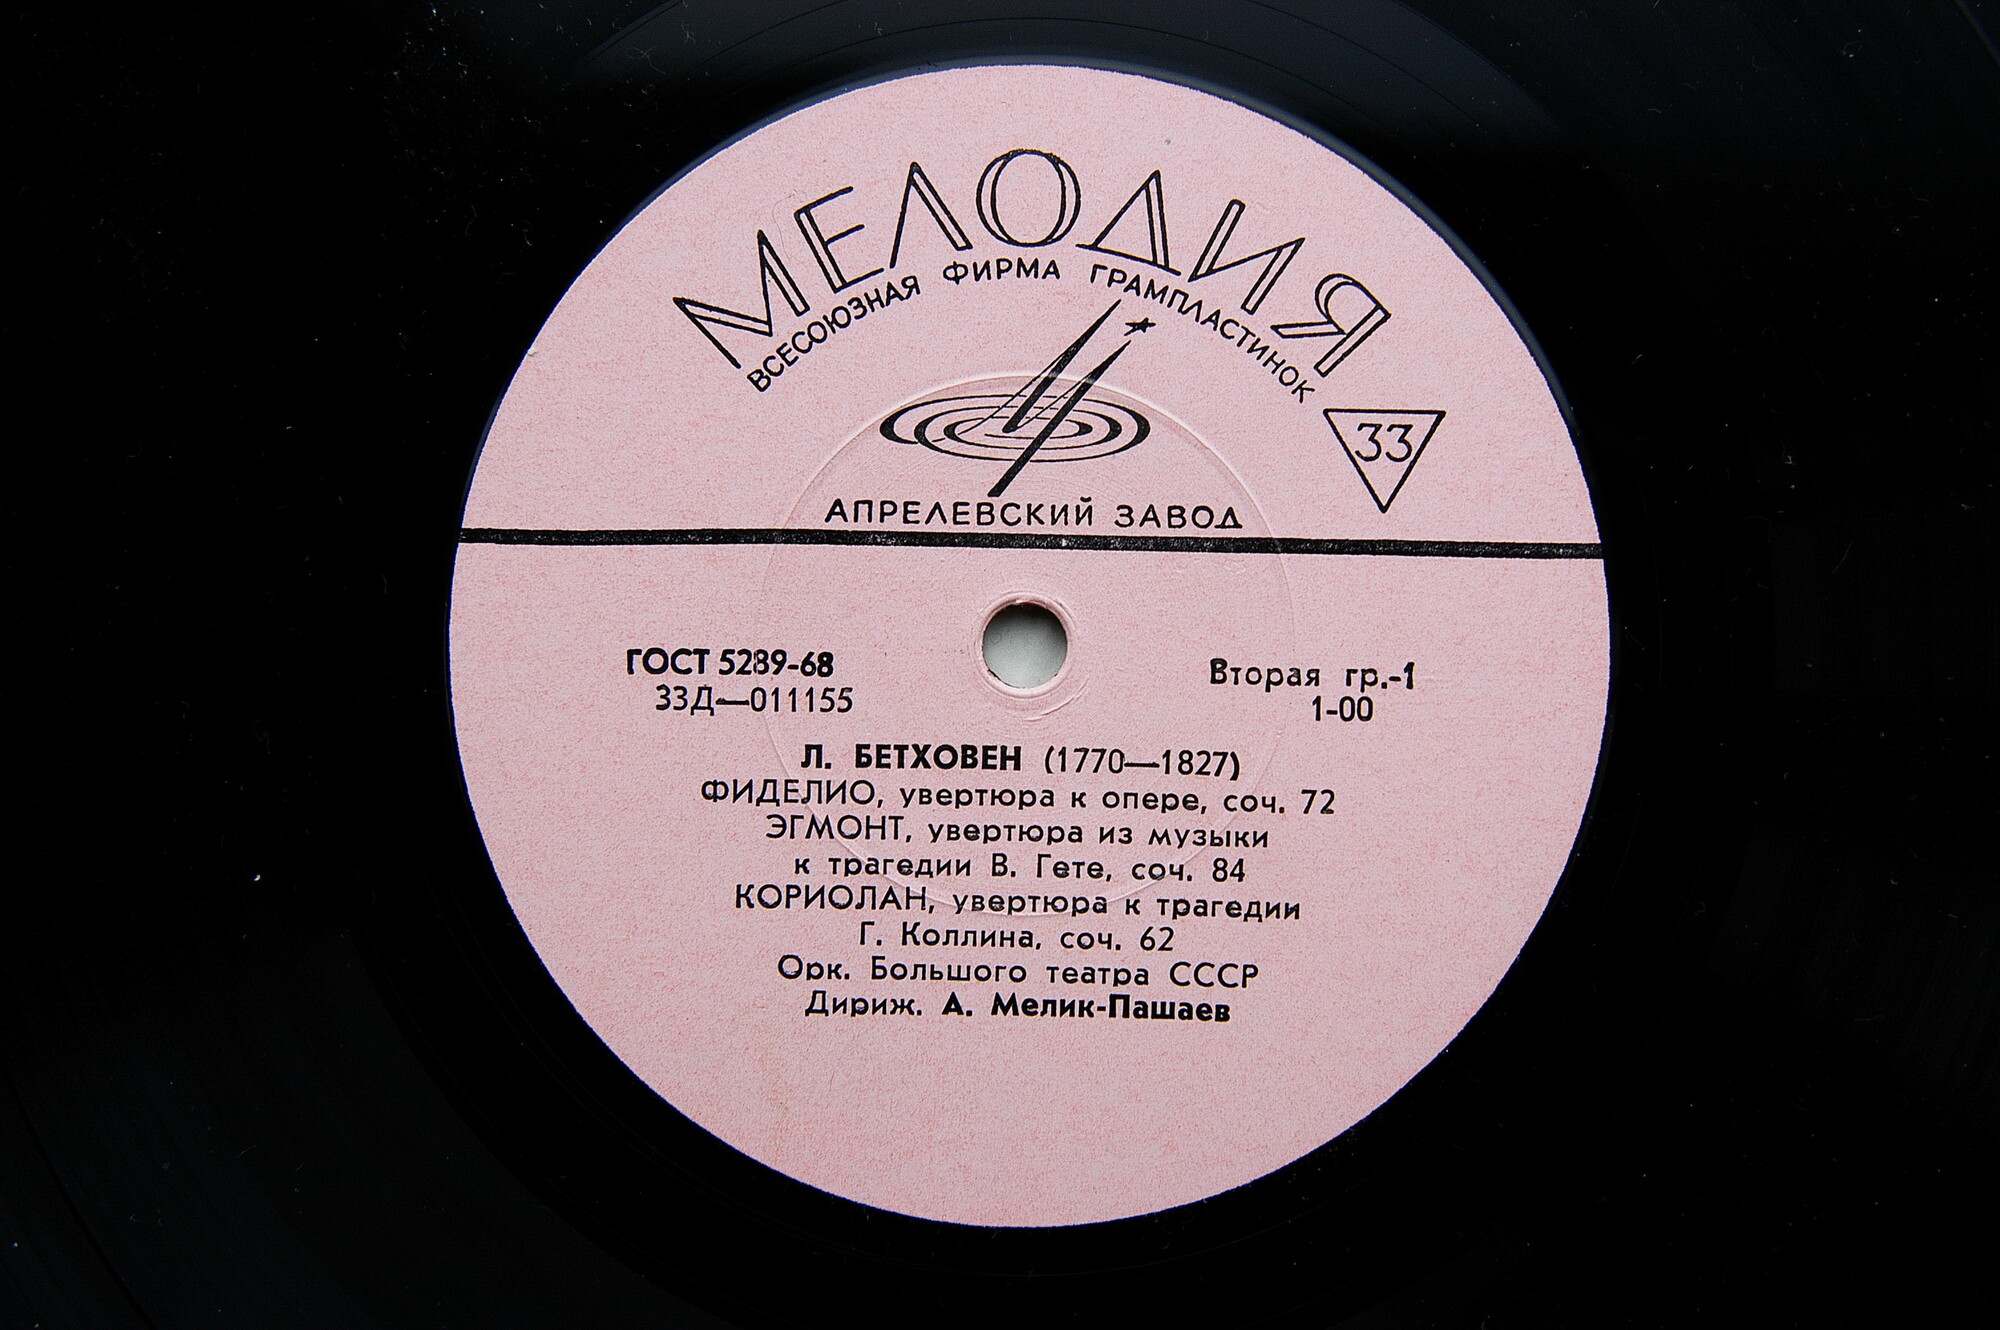 МЕЛОДИЯ
ВСЕСОЮЗНАЯ ФИРМА ГРАМПЛАСТИНОК
33
АПРЕЛЕВСКИЙ ЗАВОД
ГОСТ 5289-68
33Д—011155
Вторая гр.-1
1-00
Л. БЕТХОВЕН (1770—1827)
ФИДЕЛИО, увертюра к опере, соч. 72
ЭГМОНТ, увертюра из музыки
к трагедии В. Гете, соч. 84
КОРИОЛАН, увертюра к трагедии
Г. Коллина, соч. 62
Орк. Большого театра СССР
Дириж. А. Мелик-Пашаев